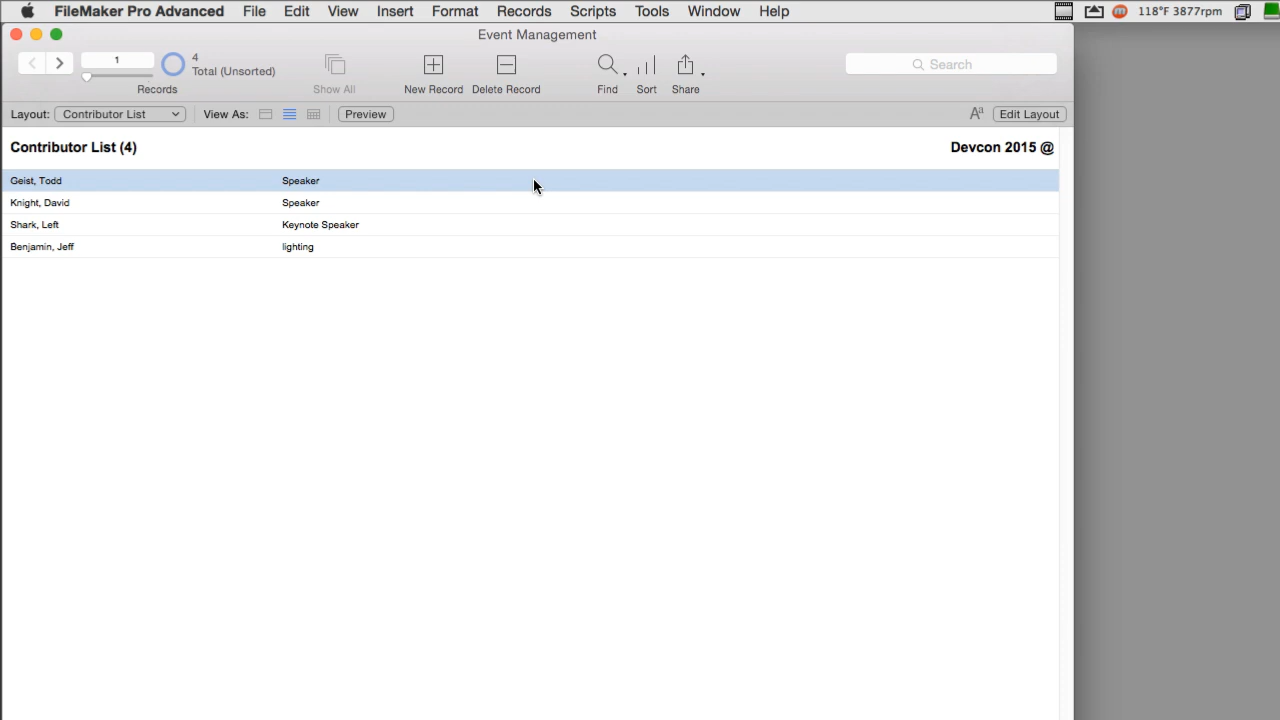 FileMaker Pro Advanced File Edit View Insert Format Records Scripts Tools Window Help 118°F 3877rpm
Event Management
1
4
Total (Unsorted)
Search
Records Show All New Record Delete Record Find Sort Share
Layout: Contributor List View As: Preview Aa Edit Layout
Contributor List (4) Devcon 2015 @
Geist, Todd Speaker
Knight, David Speaker
Shark, Left Keynote Speaker
Benjamin, Jeff lighting